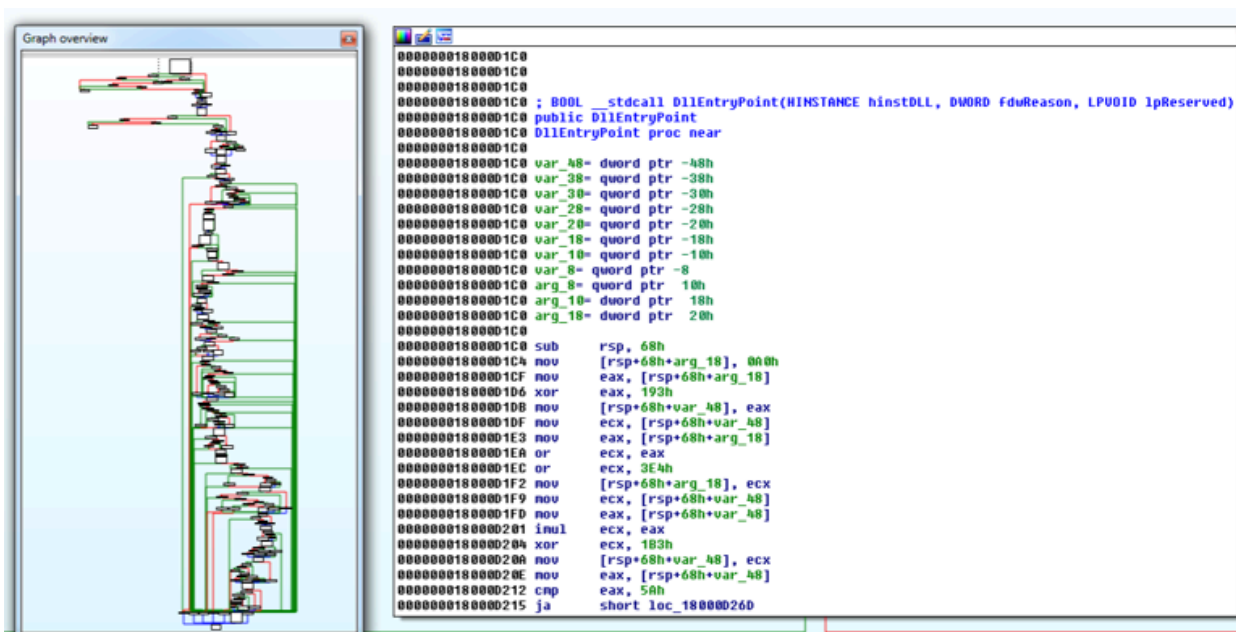 Graph overview
000000018000D1C0
000000018000D1C0
000000018000D1C0
000000018000D1C0 ; BOOL __stdcall DllEntryPoint(HINSTANCE hinstDLL, DWORD fdwReason, LPVOID lpReserved)
000000018000D1C0 public DllEntryPoint
000000018000D1C0 DllEntryPoint proc near
000000018000D1C0
000000018000D1C0 var_48= dword ptr -48h
000000018000D1C0 var_38= qword ptr -38h
000000018000D1C0 var_30= qword ptr -30h
000000018000D1C0 var_28= qword ptr -28h
000000018000D1C0 var_20= qword ptr -20h
000000018000D1C0 var_18= qword ptr -18h
000000018000D1C0 var_10= qword ptr -10h
000000018000D1C0 var_8= qword ptr -8
000000018000D1C0 arg_8= qword ptr  10h
000000018000D1C0 arg_10= dword ptr  18h
000000018000D1C0 arg_18= dword ptr  20h
000000018000D1C0
000000018000D1C0 sub     rsp, 68h
000000018000D1C4 mov     [rsp+68h+arg_18], 0A0h
000000018000D1CF mov     eax, [rsp+68h+arg_18]
000000018000D1D6 xor     eax, 193h
000000018000D1DB mov     [rsp+68h+var_48], eax
000000018000D1DF mov     ecx, [rsp+68h+var_48]
000000018000D1E3 mov     eax, [rsp+68h+arg_18]
000000018000D1EA or      ecx, eax
000000018000D1EC or      ecx, 3E4h
000000018000D1F2 mov     [rsp+68h+arg_18], ecx
000000018000D1F9 mov     ecx, [rsp+68h+var_48]
000000018000D1FD mov     eax, [rsp+68h+var_48]
000000018000D201 imul    ecx, eax
000000018000D204 xor     ecx, 1B3h
000000018000D20A mov     [rsp+68h+var_48], ecx
000000018000D20E mov     eax, [rsp+68h+var_48]
000000018000D212 cmp     eax, 5Ah
000000018000D215 ja      short loc_18000D26D